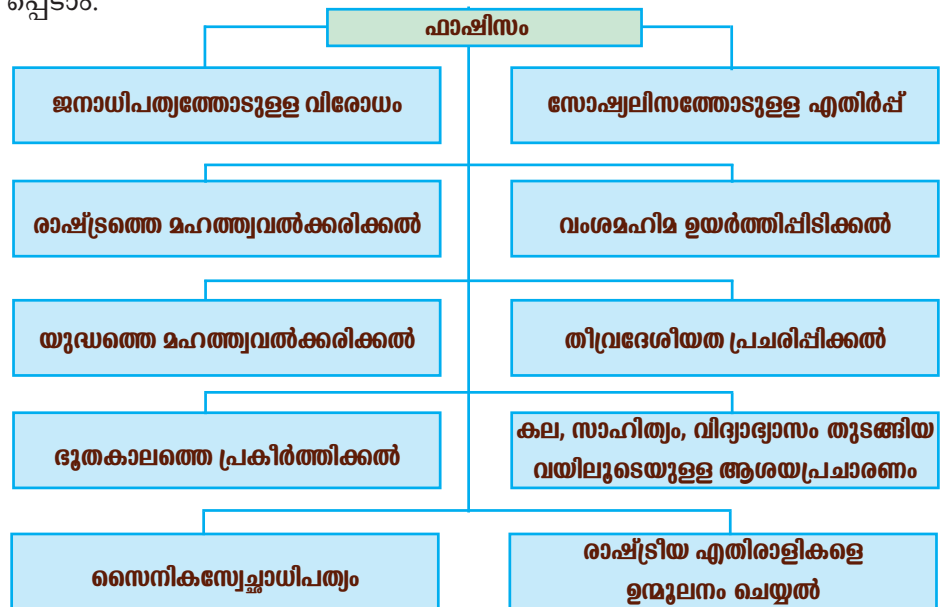 പ്പെടാം.
ഫാഷിസം
ജനാധിപത്യത്തോടുള്ള വിരോധം
സോഷ്യലിസത്തോടുള്ള എതിർപ്പ്
രാഷ്ട്രത്തെ മഹത്ത്വവൽക്കരിക്കൽ
വംശമഹിമ ഉയർത്തിപ്പിടിക്കൽ
യുദ്ധത്തെ മഹത്ത്വവൽക്കരിക്കൽ
തീവ്രദേശീയത പ്രചരിപ്പിക്കൽ
ഭൂതകാലത്തെ പ്രകീർത്തിക്കൽ
കല, സാഹിത്യം, വിദ്യാഭ്യാസം തുടങ്ങിയ
വയിലൂടെയുള്ള ആശയപ്രചാരണം
സൈനികസ്വേച്ഛാധിപത്യം
രാഷ്ട്രീയ എതിരാളികളെ
ഉന്മൂലനം ചെയ്യൽ